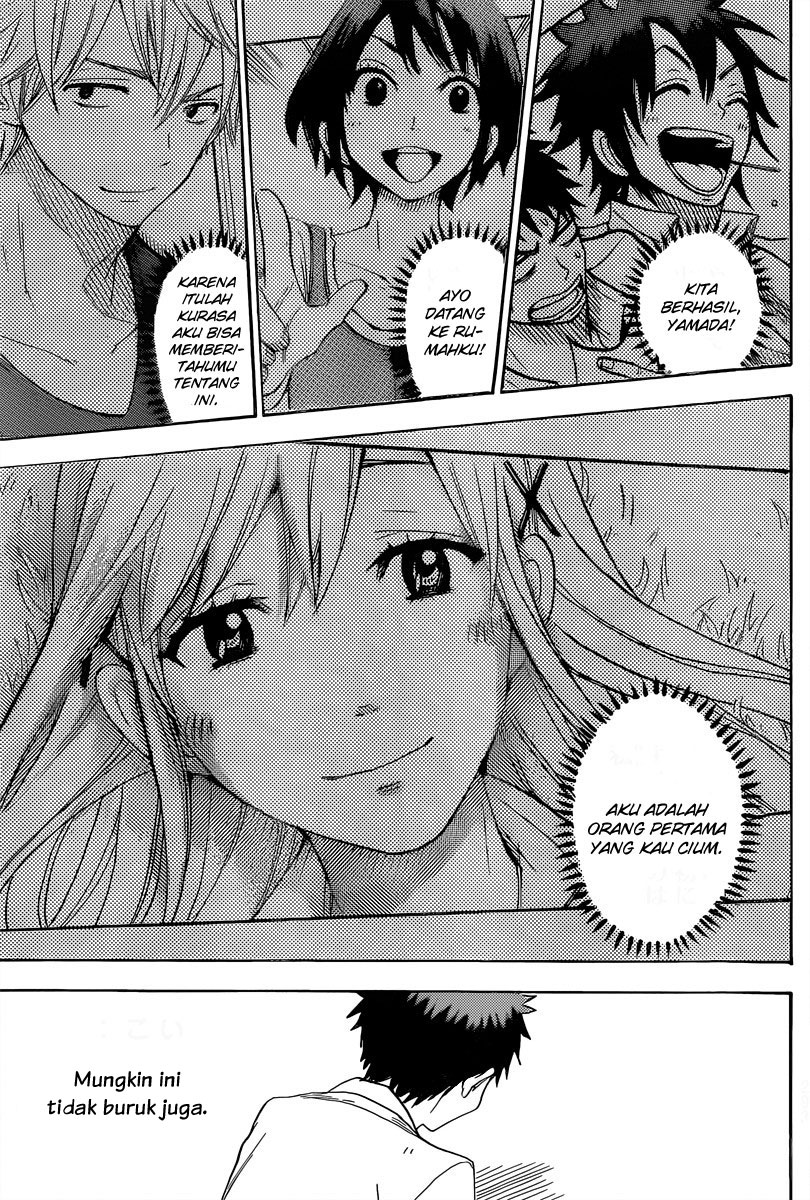 KITA
BERHASIL,
YAMADA!
AYO
DATANG
KE RU-
MAHKU!
KARENA
ITULAH
KURASA
AKU BISA
MEMBERI-
TAHUMU
TENTANG
INI.
AKU ADALAH
ORANG PERTAMA
YANG KAU CIUM.
Mungkin ini
tidak buruk juga.